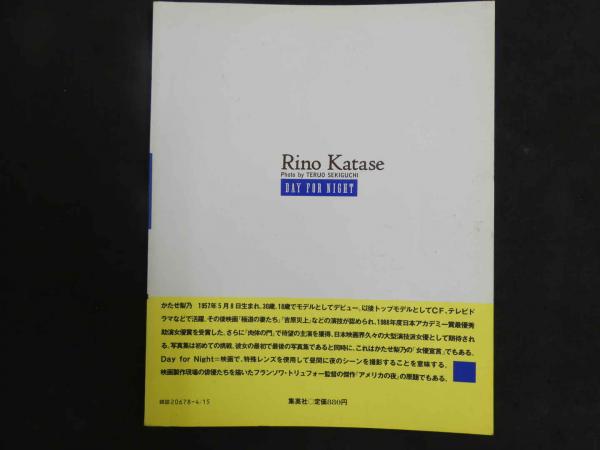 Rino Katase
Photo by TERUO SEKIGUCHI
DAY FOR NIGHT
かたせ梨乃 1957年5月8日生まれ。30歳。18歳でモデルとしてデビュー。以後トップモデルとしてCF、テレビド
ラマなどで活躍。その後映画「極道の妻たち」「吉原炎上」などの演技が認められ、1988年度日本アカデミー賞最優秀
助演女優賞を受賞した。さらに「肉体の門」で待望の主演を獲得。日本映画界久々の大型演技派女優として期待され
る。写真集は初めての挑戦。彼女の最初で最後の写真集であると同時に、これはかたせ梨乃の「女優宣言」でもある。
Day for Night=映画で、特殊レンズを使用して昼間に夜のシーンを撮影することを意味する。
映画製作現場の俳優たちを描いたフランソワ・トリュフォー監督の傑作「アメリカの夜」の原題でもある。
雑誌20678-4/15
集英社□定価880円